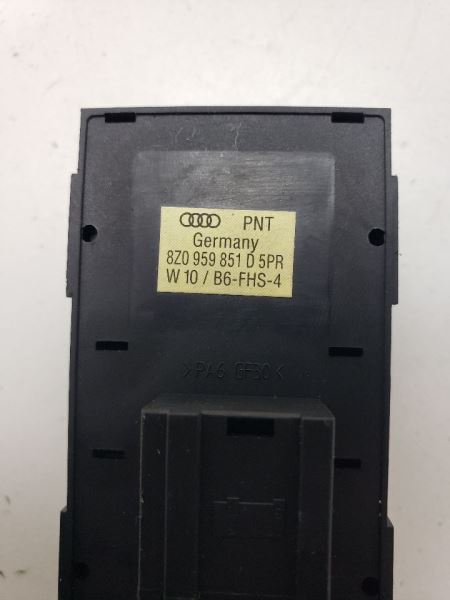 PNT
Germany
8Z0 959 851 D 5PR
W 10 / B6-FHS-4
>PA6 GF30<